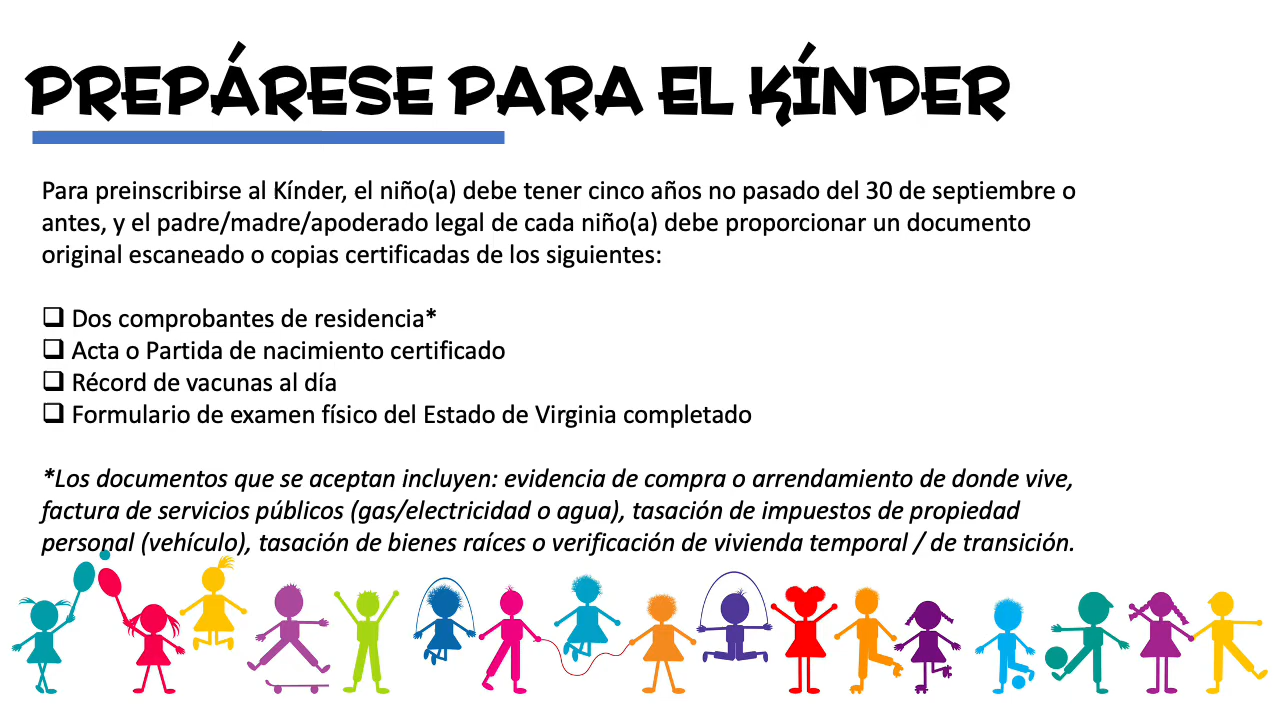 PREPÁRESE PARA EL KÍNDER
Para preinscribirse al Kínder, el niño(a) debe tener cinco años no pasado del 30 de septiembre o
antes, y el padre/madre/apoderado legal de cada niño(a) debe proporcionar un documento
original escaneado o copias certificadas de los siguientes:
❑ Dos comprobantes de residencia*
❑ Acta o Partida de nacimiento certificado
❑ Récord de vacunas al día
❑ Formulario de examen físico del Estado de Virginia completado
*Los documentos que se aceptan incluyen: evidencia de compra o arrendamiento de donde vive,
factura de servicios públicos (gas/electricidad o agua), tasación de impuestos de propiedad
personal (vehículo), tasación de bienes raíces o verificación de vivienda temporal / de transición.